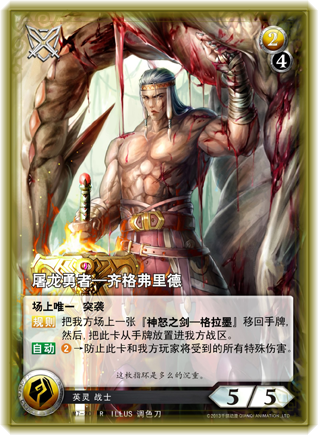 2
4
屠龙勇者—齐格弗里德
场上唯一 突袭
规则 把我方场上一张『神怒之剑—格拉墨』移回手牌,
然后, 把此卡从手牌放置进我方战区。
自动 2→防止此卡和我方玩家将受到的所有特殊伤害。
这枚指环是多么的沉重。
英灵 战士
5 / 5
R ILLUS 调色刀